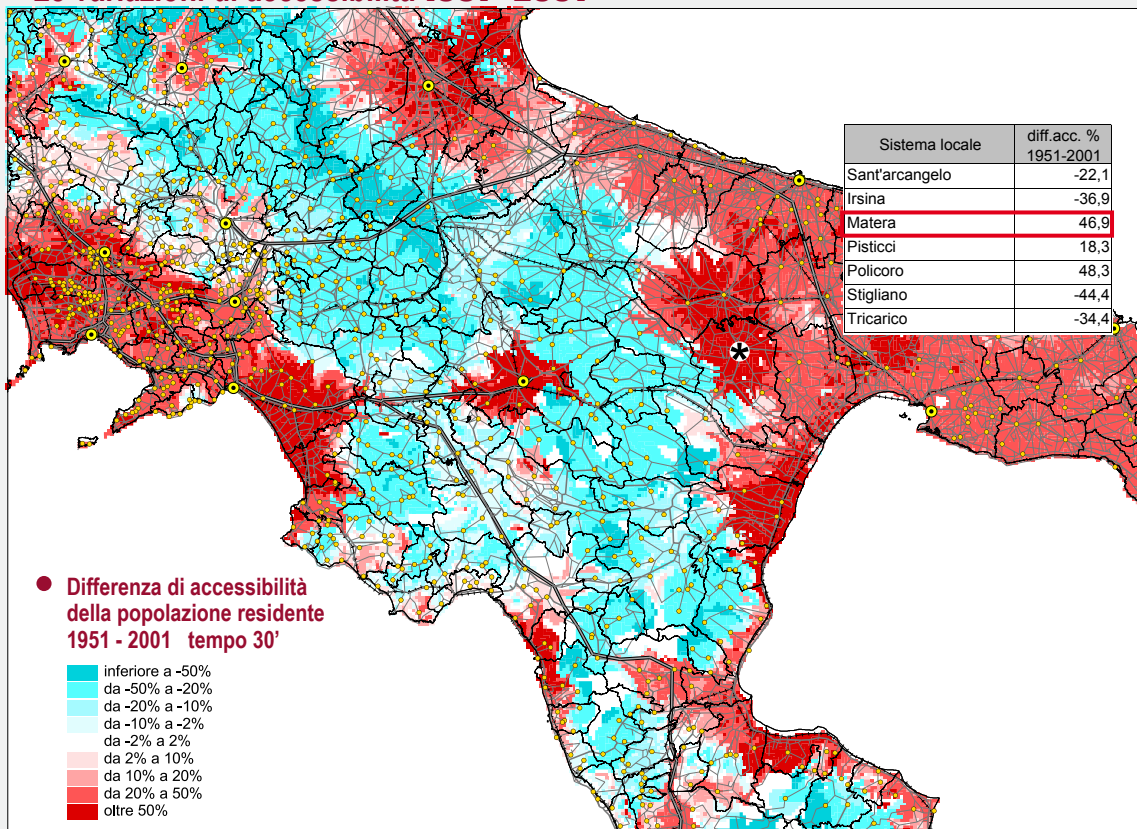 Sistema locale diff.acc. % 1951-2001
Sant'arcangelo -22,1
Irsina -36,9
Matera 46,9
Pisticci 18,3
Policoro 48,3
Stigliano -44,4
Tricarico -34,4
Differenza di accessibilità
della popolazione residente
1951 - 2001 tempo 30'
inferiore a -50%
da -50% a -20%
da -20% a -10%
da -10% a -2%
da -2% a 2%
da 2% a 10%
da 10% a 20%
da 20% a 50%
oltre 50%